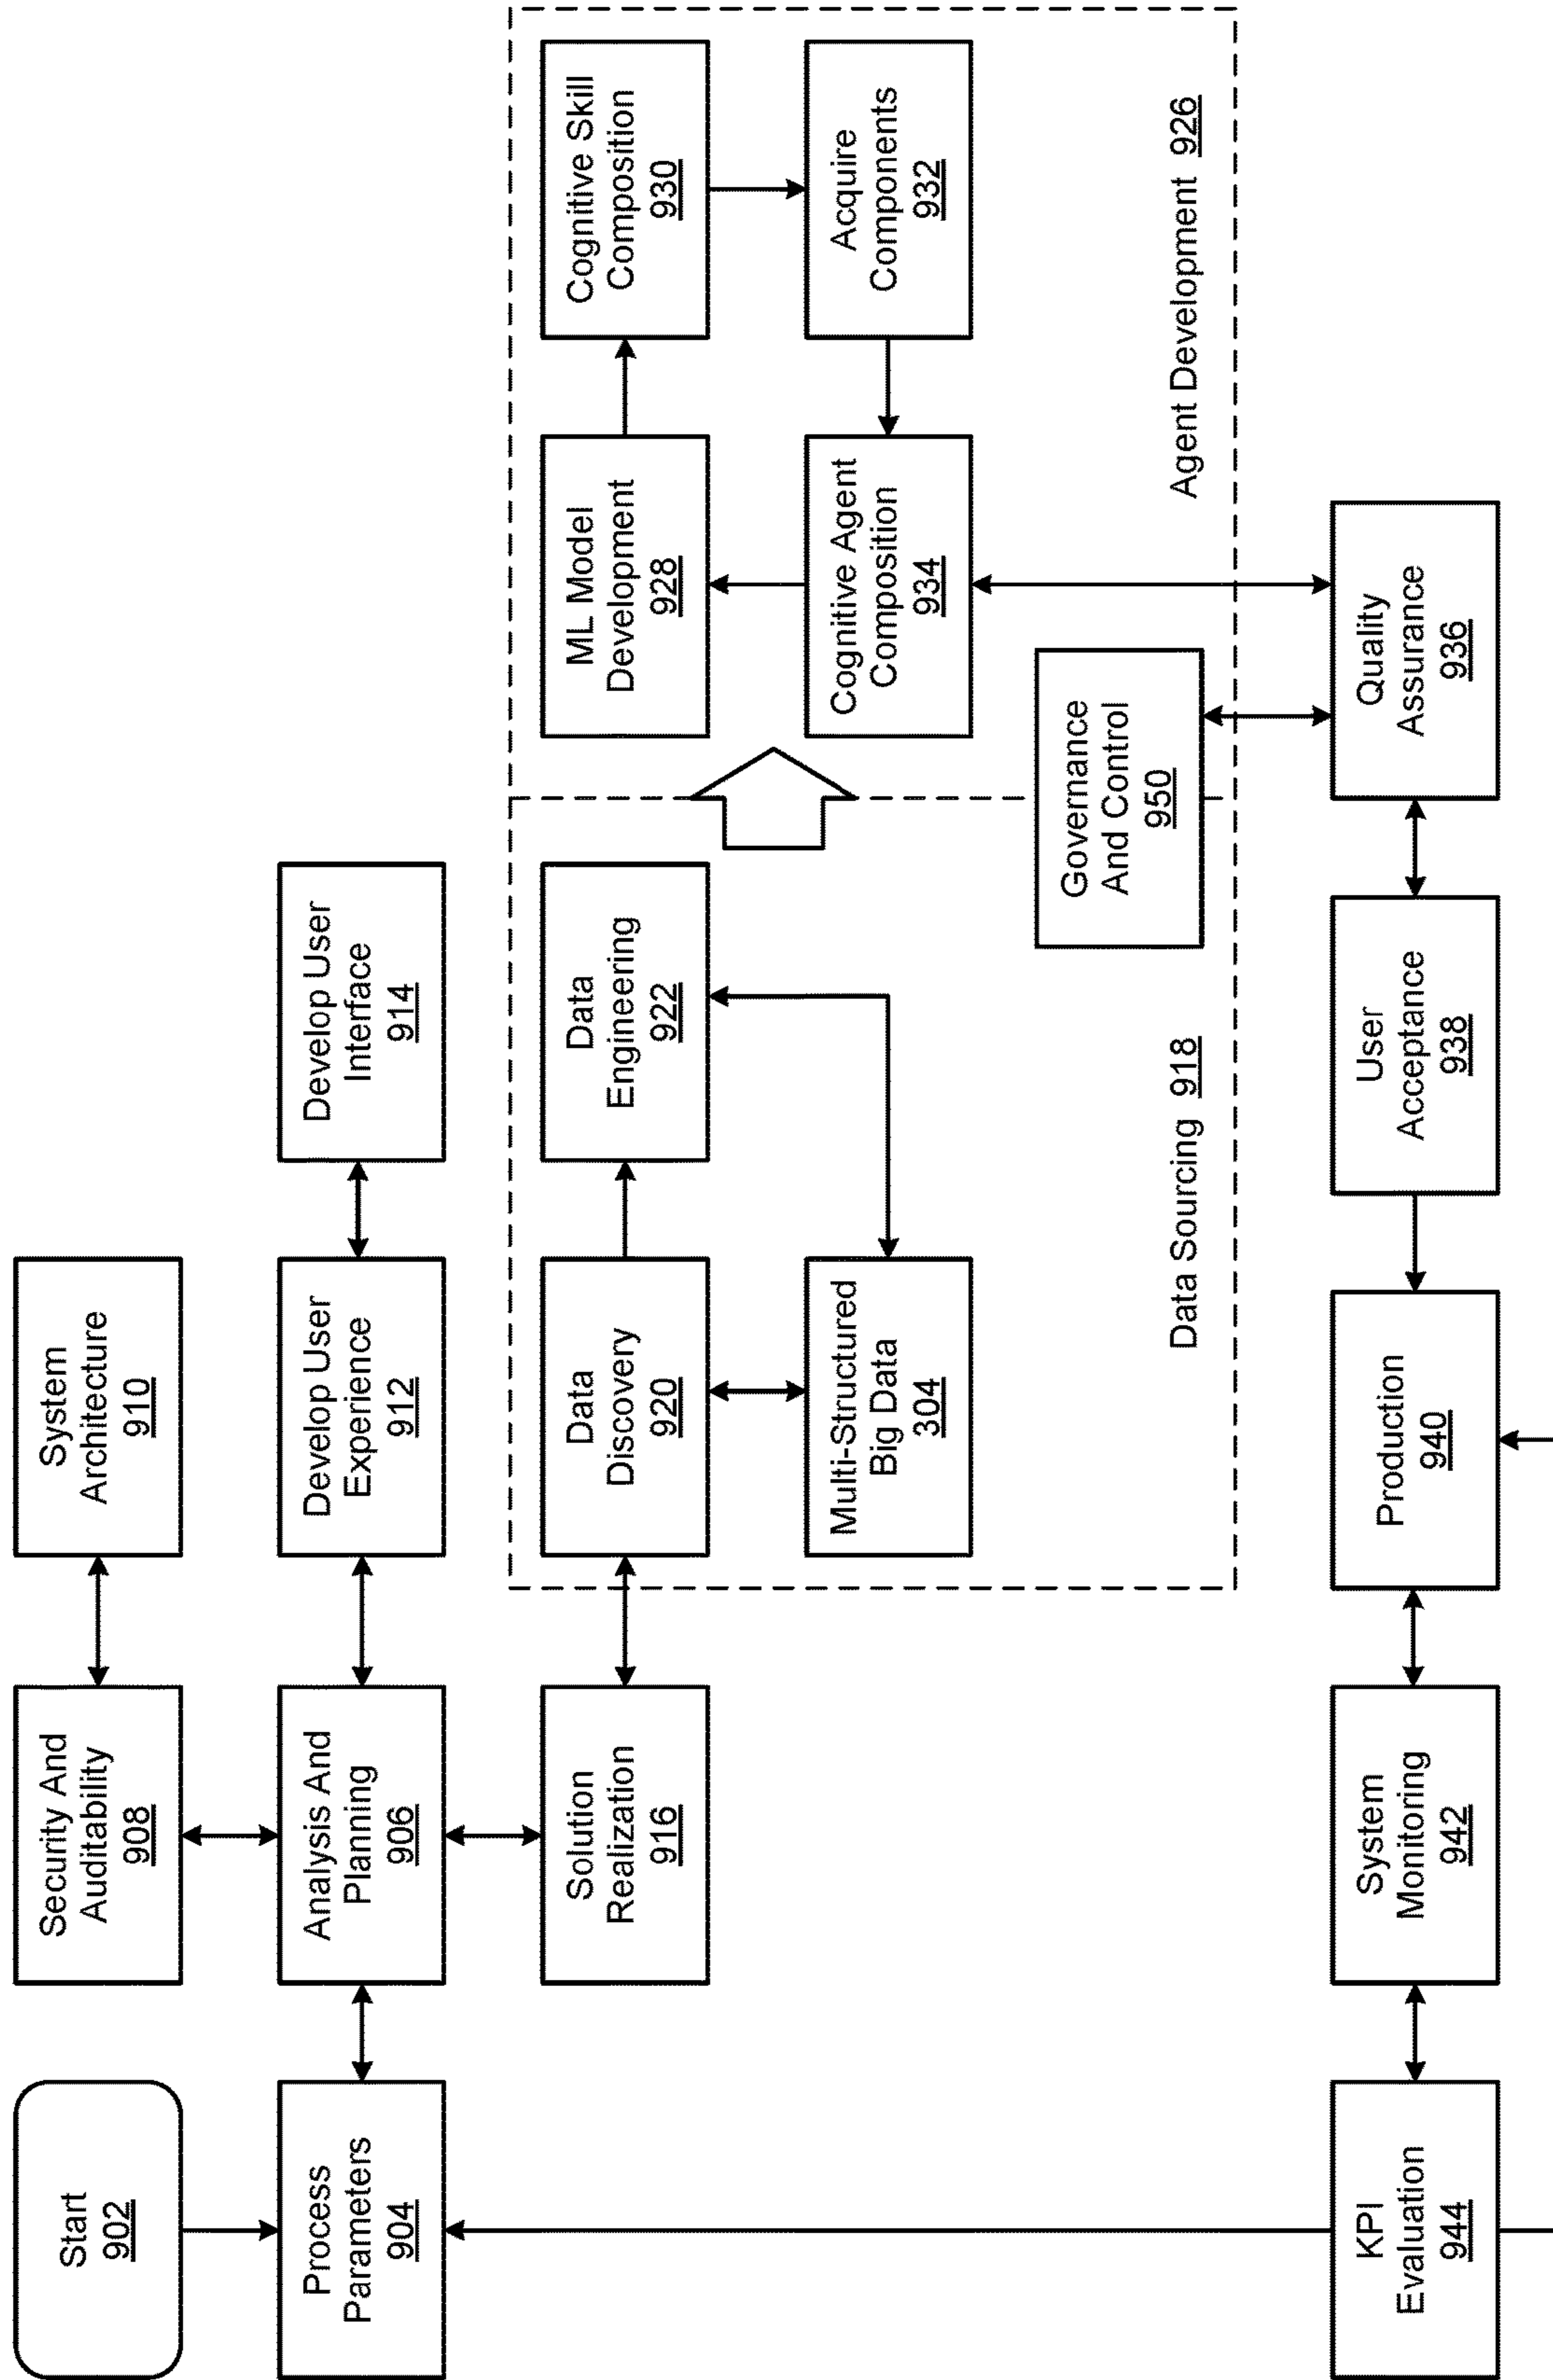 Start
902
Security And
Auditability
908
System
Architecture
910
Process
Parameters
904
Analysis And
Planning
906
Develop User
Experience
912
Develop User
Interface
914
Solution
Realization
916
Data
Discovery
920
Data
Engineering
922
ML Model
Development
928
Cognitive Skill
Composition
930
Multi-Structured
Big Data
304
Cognitive Agent
Composition
934
Acquire
Components
932
Governance
And Control
950
Data Sourcing 918
Agent Development 926
KPI
Evaluation
944
System
Monitoring
942
Production
940
User
Acceptance
938
Quality
Assurance
936